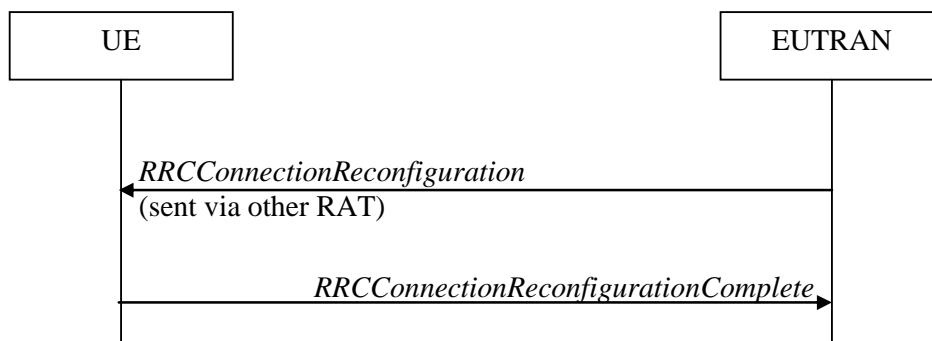 UE
EUTRAN
RRCConnectionReconfiguration
(sent via other RAT)
RRCConnectionReconfigurationComplete